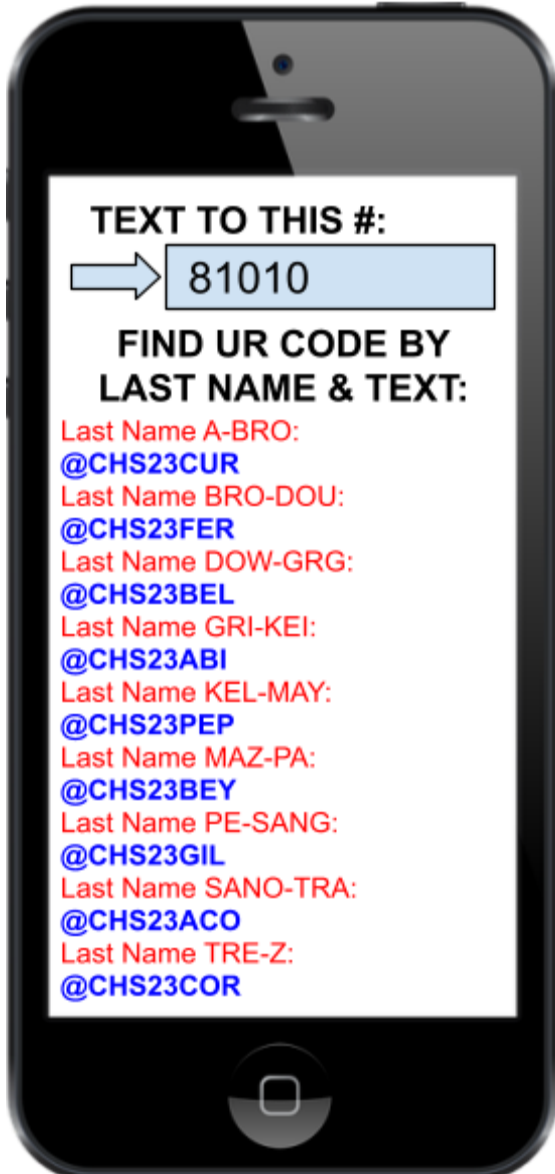 TEXT TO THIS #:
81010
FIND UR CODE BY
LAST NAME & TEXT:
Last Name A-BRO:
@CHS23CUR
Last Name BRO-DOU:
@CHS23FER
Last Name DOW-GRG:
@CHS23BEL
Last Name GRI-KEI:
@CHS23ABI
Last Name KEL-MAY:
@CHS23PEP
Last Name MAZ-PA:
@CHS23BEY
Last Name PE-SANG:
@CHS23GIL
Last Name SANO-TRA:
@CHS23ACO
Last Name TRE-Z:
@CHS23COR